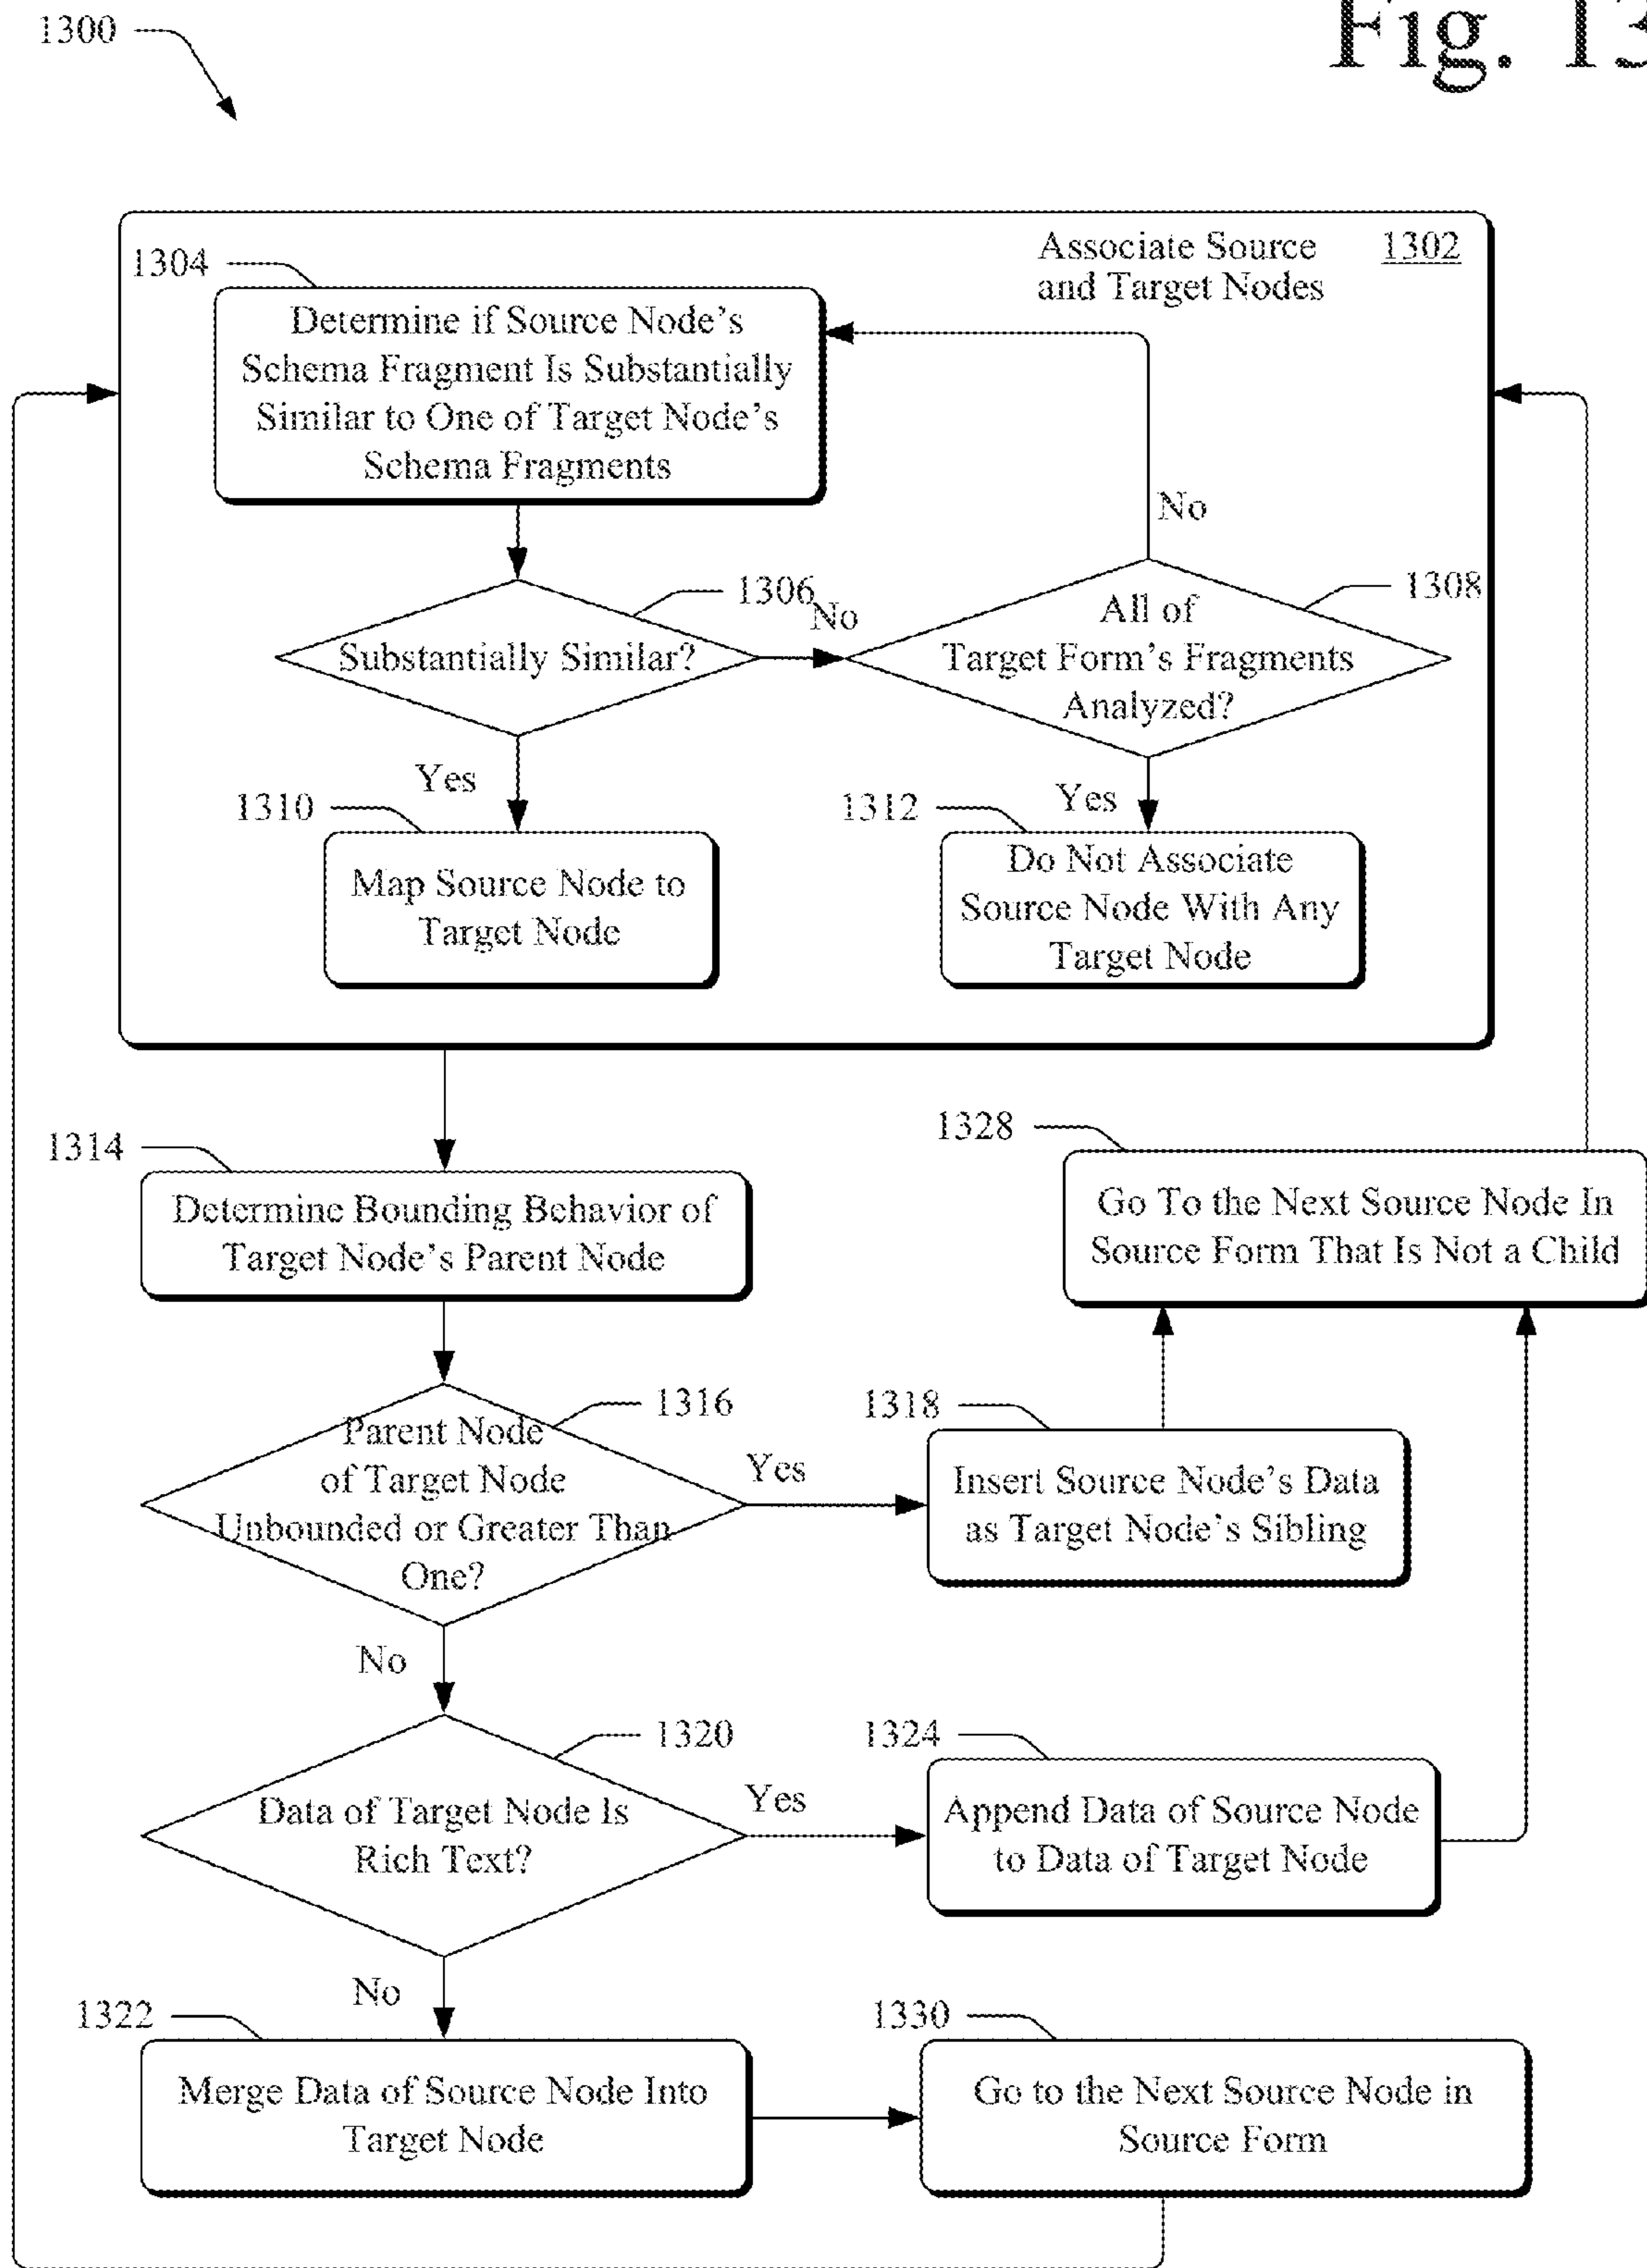 1300
Fig. 13
1302
Associate Source
and Target Nodes
1304
Determine if Source Node's
Schema Fragment Is Substantially
Similar to One of Target Node's
Schema Fragments
No
1306
Substantially Similar?
No
1308
All of
Target Form's Fragments
Analyzed?
Yes
1310
Map Source Node to
Target Node
Yes
1312
Do Not Associate
Source Node With Any
Target Node
1314
Determine Bounding Behavior of
Target Node's Parent Node
1328
Go To the Next Source Node In
Source Form That Is Not a Child
1316
Parent Node
of Target Node
Unbounded or Greater Than
One?
Yes
1318
Insert Source Node's Data
as Target Node's Sibling
No
1320
Data of Target Node Is
Rich Text?
Yes
1324
Append Data of Source Node
to Data of Target Node
No
1322
Merge Data of Source Node Into
Target Node
1330
Go to the Next Source Node in
Source Form